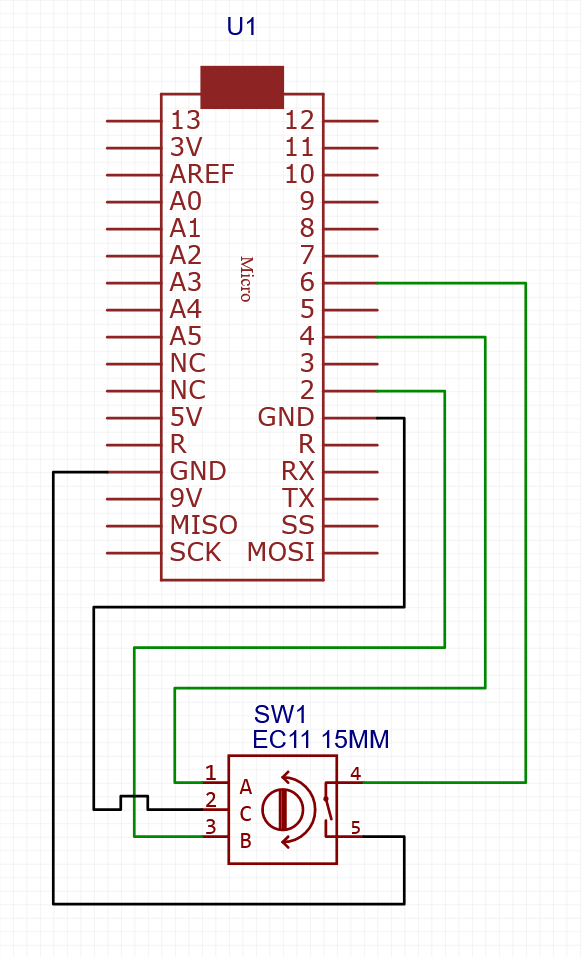 U1
13 12
3V 11
AREF 10
A0 9
A1 8
A2 7
Micro
A3 6
A4 5
A5 4
NC 3
NC 2
5V GND
R R
GND RX
9V TX
MISO SS
SCK MOSI
SW1
EC11 15MM
1 A 4
2 C
3 B 5